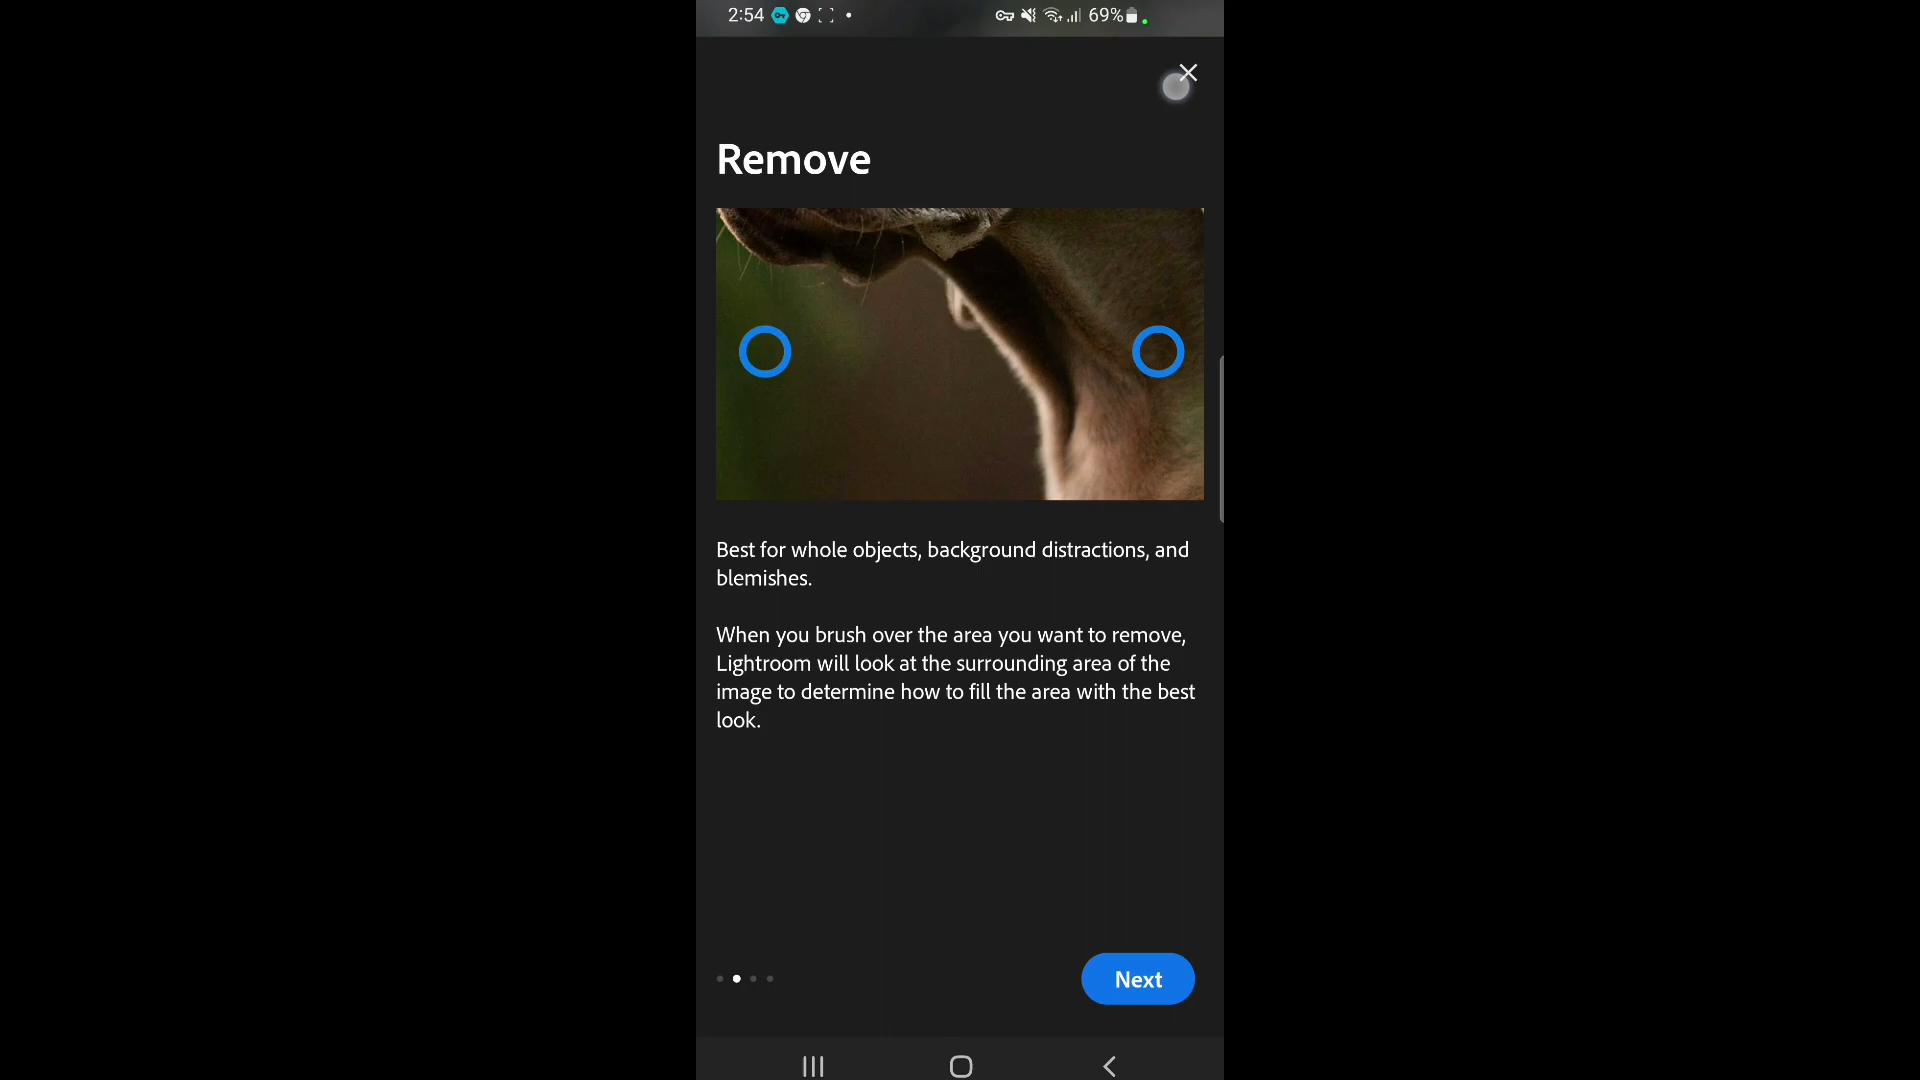 2:54
69%
Remove
Best for whole objects, background distractions, and
blemishes.
When you brush over the area you want to remove,
Lightroom will look at the surrounding area of the
image to determine how to fill the area with the best
look.
Next